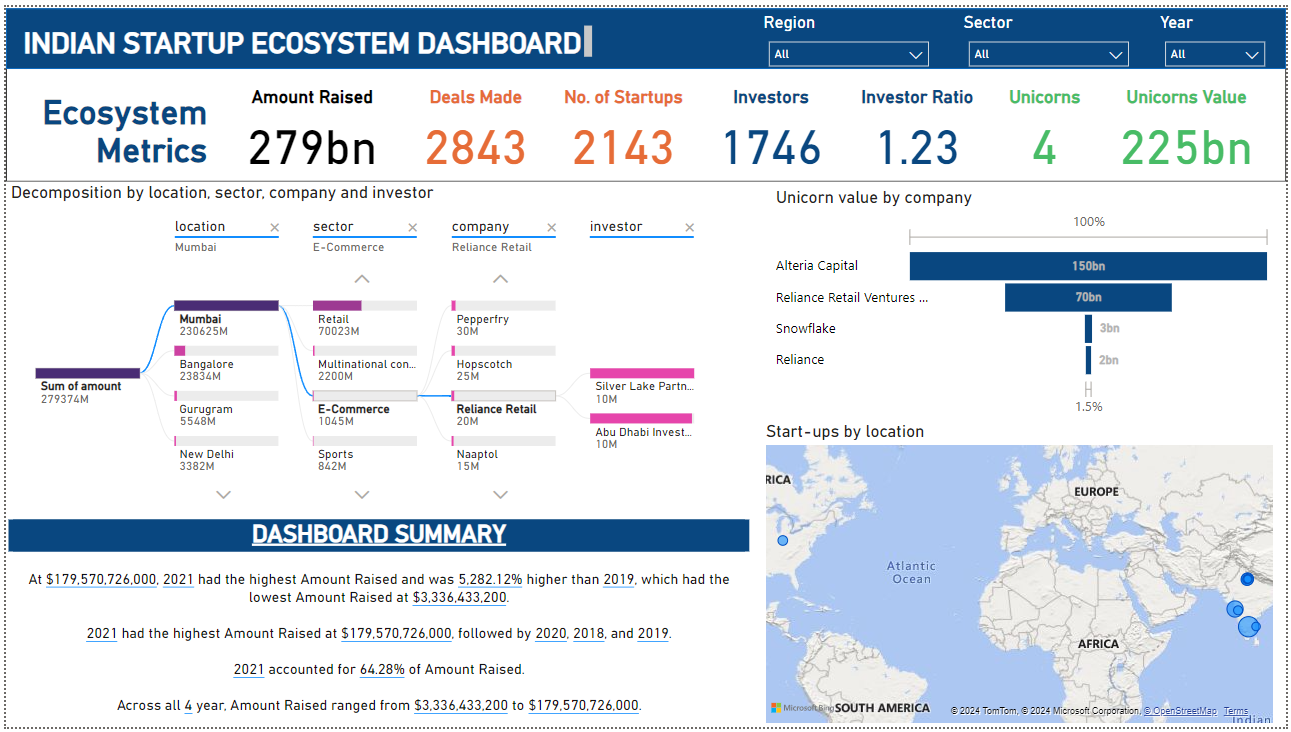 INDIAN STARTUP ECOSYSTEM DASHBOARD
Region
Sector
Year
All
All
All
Ecosystem
Metrics
Amount Raised
279bn
Deals Made
2843
No. of Startups
2143
Investors
1746
Investor Ratio
1.23
Unicorns
4
Unicorns Value
225bn
Decomposition by location, sector, company and investor
location
Mumbai
sector
E-Commerce
company
Reliance Retail
investor
Sum of amount
279374M
Mumbai
230625M
Bangalore
23834M
Gurugram
5548M
New Delhi
3382M
Retail
70023M
Multinational con...
2200M
E-Commerce
1045M
Sports
842M
Pepperfry
30M
Hopscotch
25M
Reliance Retail
20M
Naaptol
15M
Silver Lake Partn...
10M
Abu Dhabi Invest...
10M
Unicorn value by company
100%
Alteria Capital
150bn
Reliance Retail Ventures ...
70bn
Snowflake
3bn
Reliance
2bn
1.5%
DASHBOARD SUMMARY
At $179,570,726,000, 2021 had the highest Amount Raised and was 5,282.12% higher than 2019, which had the
lowest Amount Raised at $3,336,433,200.
2021 had the highest Amount Raised at $179,570,726,000, followed by 2020, 2018, and 2019.
2021 accounted for 64.28% of Amount Raised.
Across all 4 year, Amount Raised ranged from $3,336,433,200 to $179,570,726,000.
Start-ups by location
RICA
EUROPE
Atlantic
Ocean
AFRICA
SOUTH AMERICA
Microsoft Bing
© 2024 TomTom, © 2024 Microsoft Corporation, © OpenStreetMap Terms
Indian